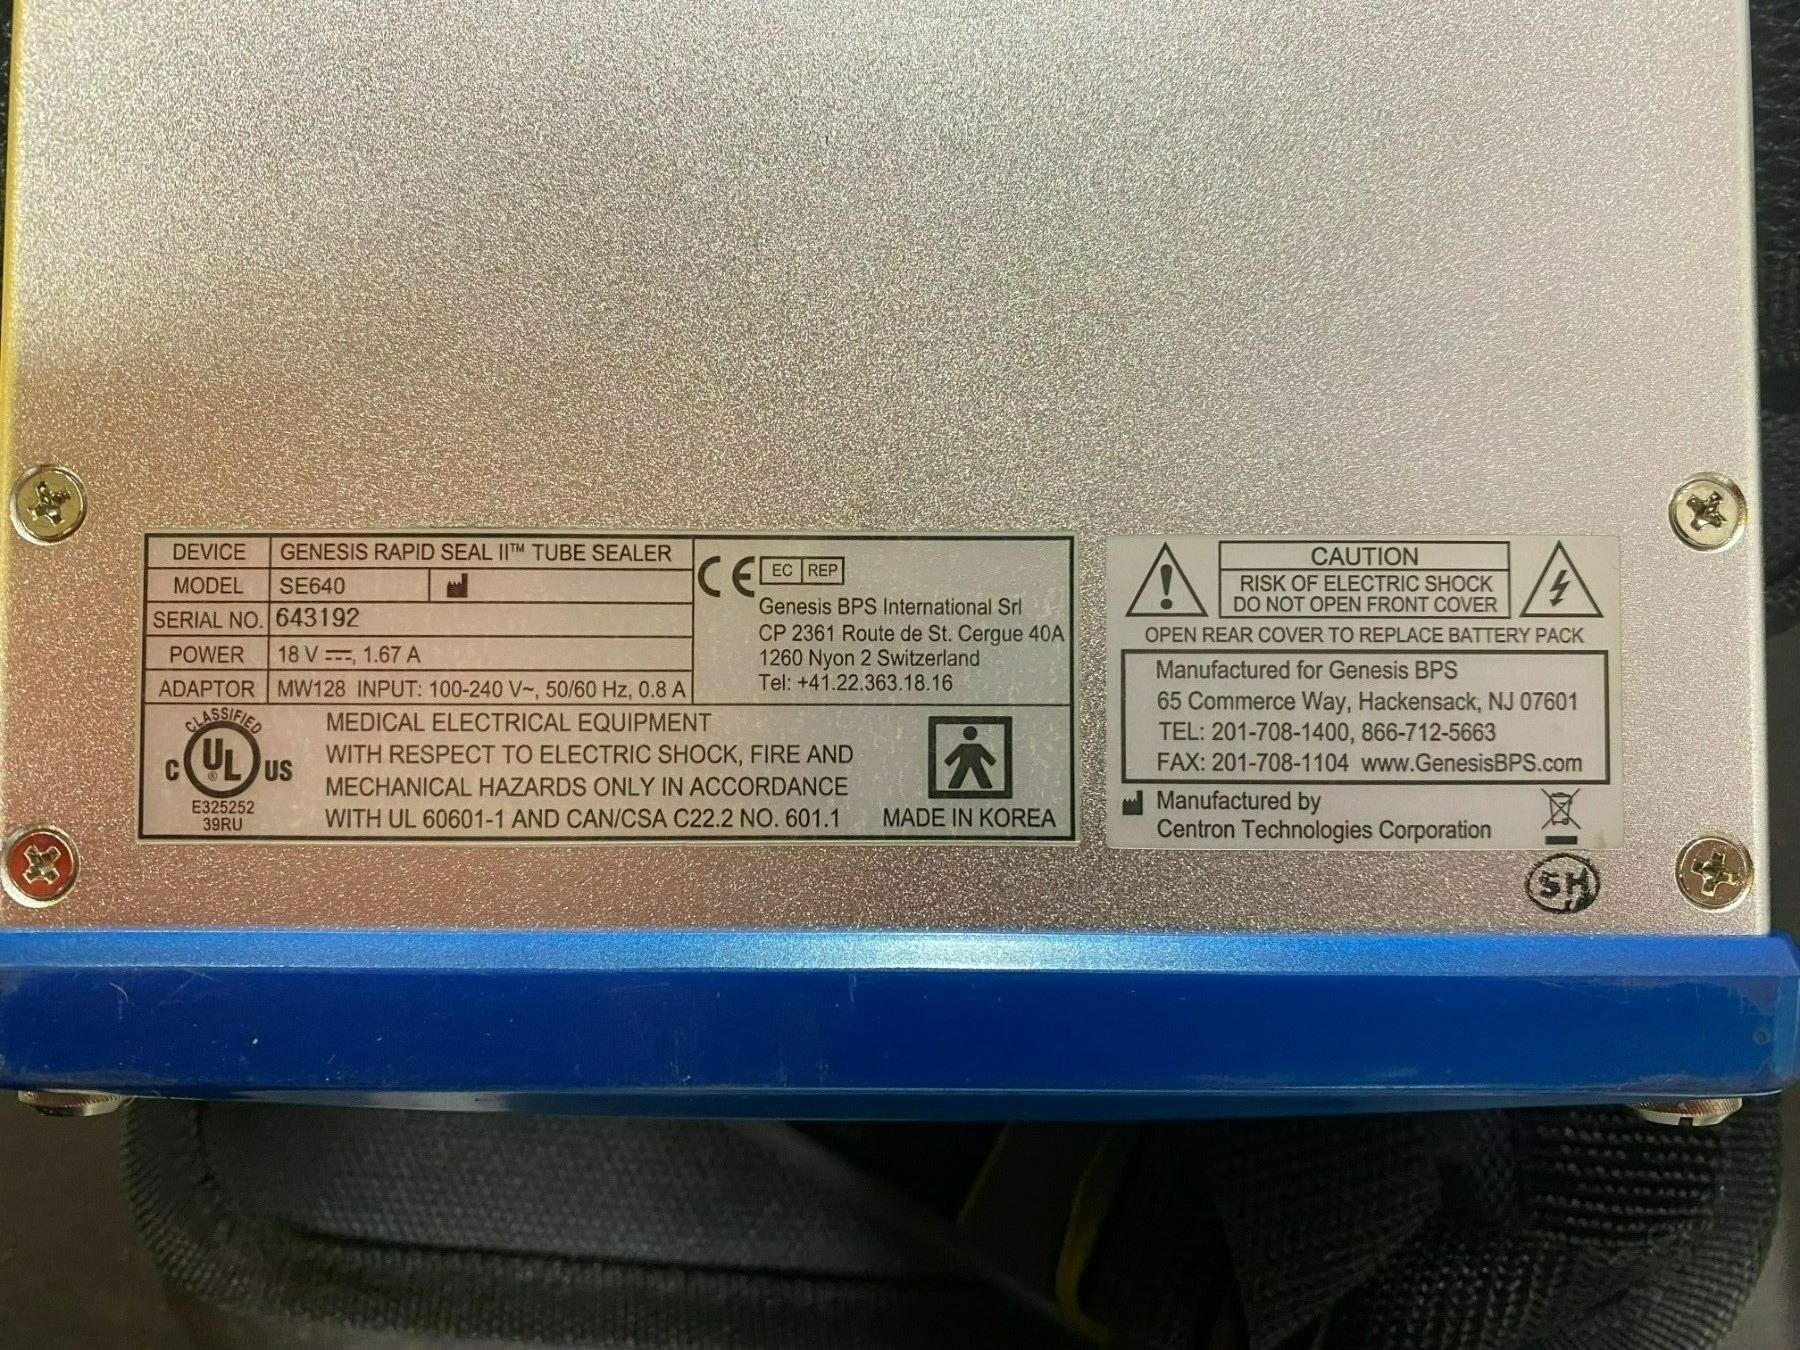 DEVICE GENESIS RAPID SEAL II™ TUBE SEALER
MODEL SE640
SERIAL NO. 643192
POWER 18 V ⎓, 1.67 A
ADAPTOR MW128 INPUT: 100-240 V~, 50/60 Hz, 0.8 A
CE EC REP
Genesis BPS International Srl
CP 2361 Route de St. Cergue 40A
1260 Nyon 2 Switzerland
Tel: +41.22.363.18.16
CLASSIFIED
C UL® US
E325252
39RU
MEDICAL ELECTRICAL EQUIPMENT
WITH RESPECT TO ELECTRIC SHOCK, FIRE AND
MECHANICAL HAZARDS ONLY IN ACCORDANCE
WITH UL 60601-1 AND CAN/CSA C22.2 NO. 601.1
MADE IN KOREA
CAUTION
RISK OF ELECTRIC SHOCK
DO NOT OPEN FRONT COVER
OPEN REAR COVER TO REPLACE BATTERY PACK
Manufactured for Genesis BPS
65 Commerce Way, Hackensack, NJ 07601
TEL: 201-708-1400, 866-712-5663
FAX: 201-708-1104 www.GenesisBPS.com
Manufactured by
Centron Technologies Corporation
SH